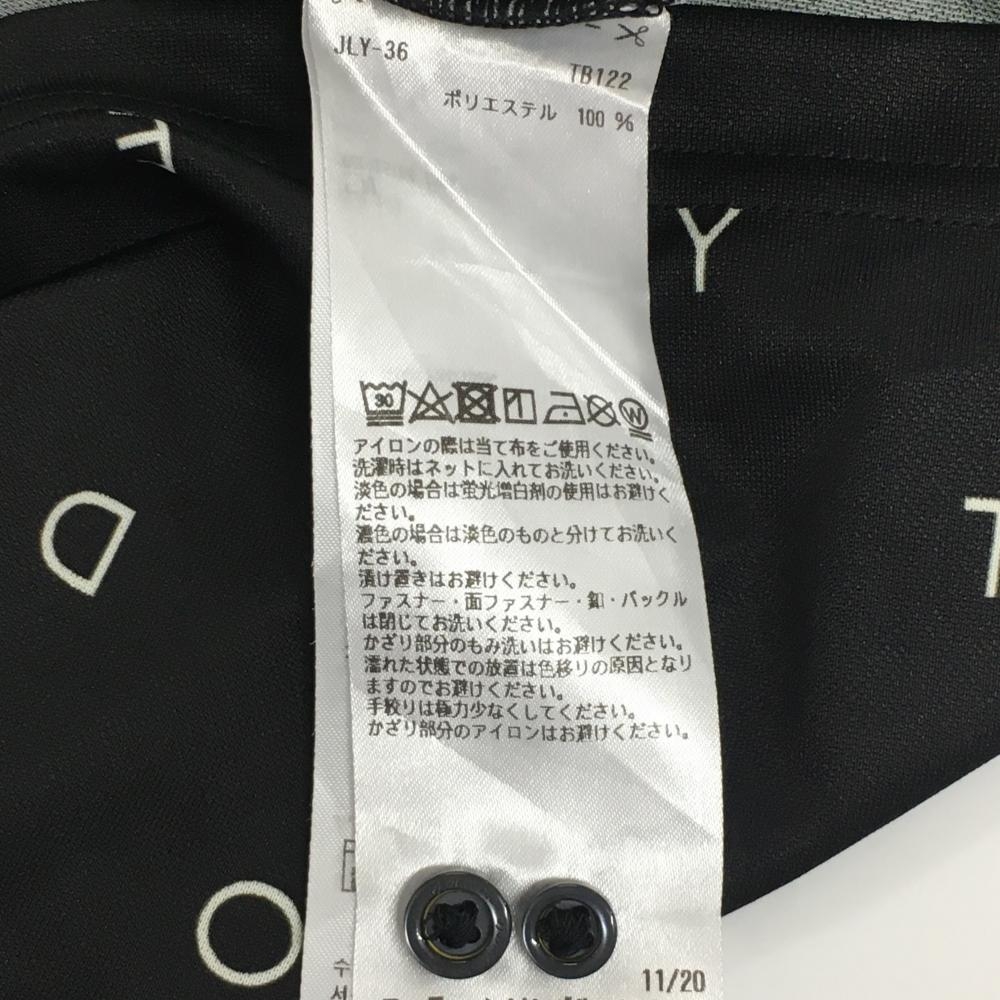 JLY-36
TB122
ポリエステル 100 %
30
W
アイロンの際は当て布をご使用ください。
洗濯時はネットに入れてお洗いください。
淡色の場合は蛍光増白剤の使用はお避けく
ださい。
濃色の場合は淡色のものと分けてお洗いく
ださい。
漬け置きはお避けください。
ファスナー・面ファスナー・釦・バックル
は閉じてお洗いください。
かざり部分のもみ洗いはお避けください。
濡れた状態での放置は色移りの原因となり
ますのでお避けください。
手絞りは極力少なくしてください。
かざり部分のアイロンはお避けください。
T
Y
D
T
O
수
11/20